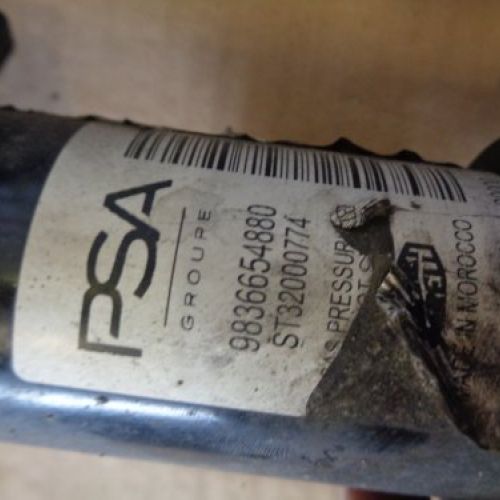 PSA
GROUPE
9836654880
ST32000774
PRESSUR
MOROCCO